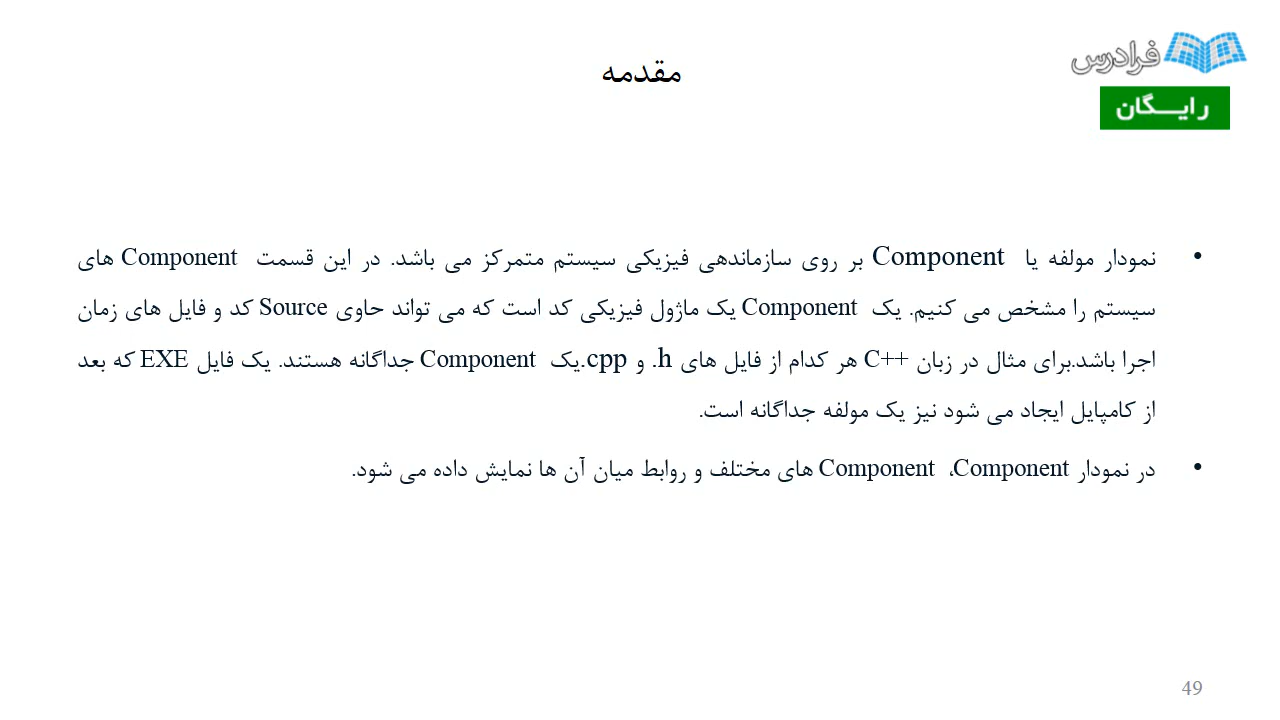 فرادرس
رایگان
مقدمه
• نمودار مولفه یا Component بر روی سازماندهی فیزیکی سیستم متمرکز می باشد. در این قسمت Component های
سیستم را مشخص می کنیم. یک Component یک ماژول فیزیکی کد است که می تواند حاوی Source کد و فایل های زمان
اجرا باشد.برای مثال در زبان C++ هر کدام از فایل های .h و .cpp یک Component جداگانه هستند. یک فایل EXE که بعد
از کامپایل ایجاد می شود نیز یک مولفه جداگانه است.
• در نمودار Component، Component های مختلف و روابط میان آن ها نمایش داده می شود.
49